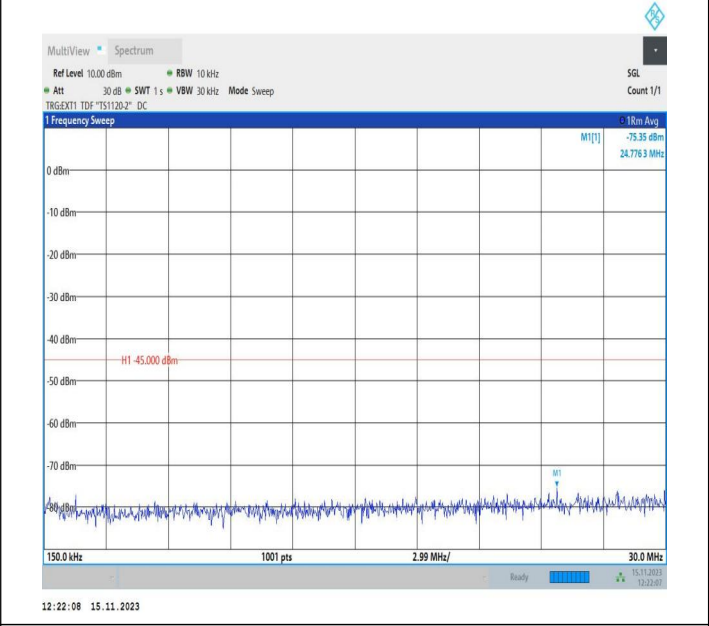 MultiView Spectrum
Ref Level 10.00 dBm RBW 10 kHz SGL
Att 30 dB SWT 1 s VBW 30 kHz Mode Sweep Count 1/1
TRG:EXT1 TDF "TS1120-2" DC
1 Frequency Sweep 1Rm Avg
M1[1] -75.35 dBm
24.776 3 MHz
0 dBm
-10 dBm
-20 dBm
-30 dBm
-40 dBm
H1 -45.000 dBm
-50 dBm
-60 dBm
-70 dBm
M1
-80 dBm
150.0 kHz 1001 pts 2.99 MHz/ 30.0 MHz
Ready 15.11.2023
12:22:07
12:22:08 15.11.2023